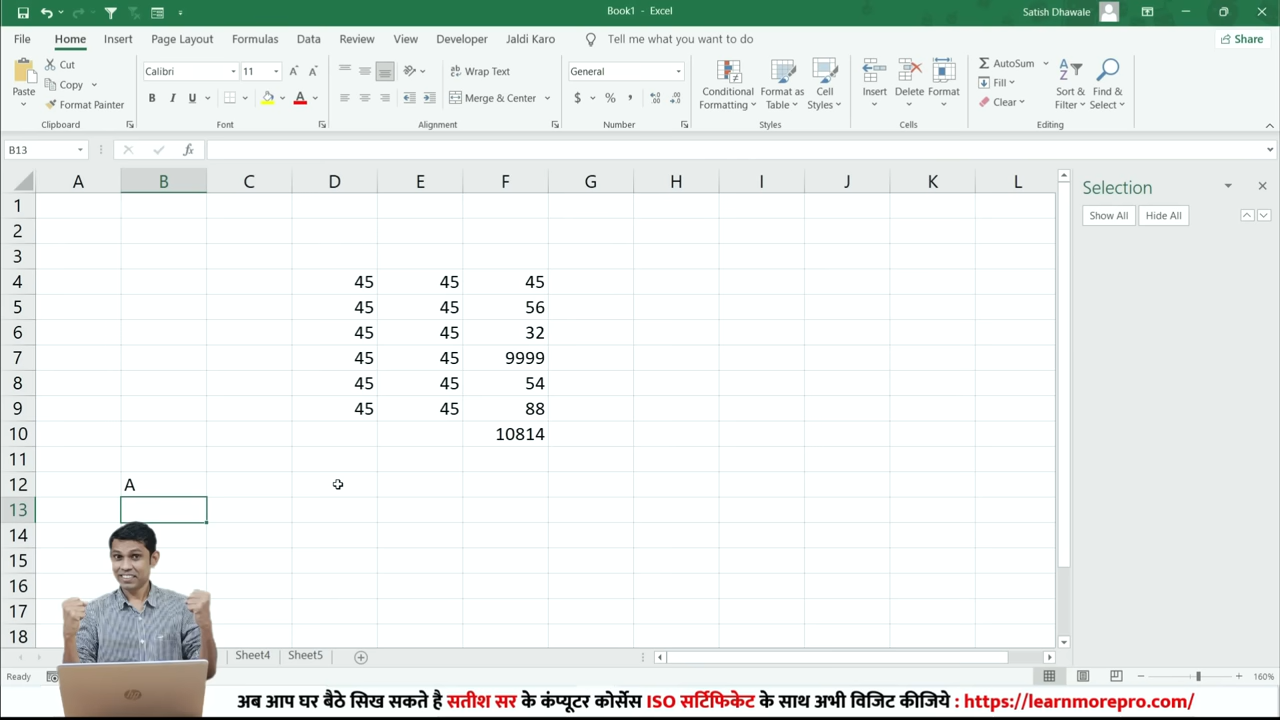 Book1 - Excel
Satish Dhawale
File Home Insert Page Layout Formulas Data Review View Developer Jaldi Karo Tell me what you want to do Share
Paste Cut Copy Format Painter
Clipboard
Calibri 11
B I U A
Font
Wrap Text
Merge & Center
Alignment
General
$ % ,
Number
Conditional Formatting Format as Table Cell Styles
Styles
Insert Delete Format
Cells
AutoSum Fill Clear
Sort & Filter Find & Select
Editing
B13 fx
A B C D E F G H I J K L
1
2
3
4 45 45 45
5 45 45 56
6 45 45 32
7 45 45 9999
8 45 45 54
9 45 45 88
10 10814
11
12 A
13
14
15
16
17
18
Selection
Show All Hide All
Sheet4 Sheet5
Ready
160%
अब आप घर बैठे सिख सकते है सतीश सर के कंप्यूटर कोर्सेस ISO सर्टिफिकेट के साथ अभी विजिट कीजिये : https://learnmorepro.com/